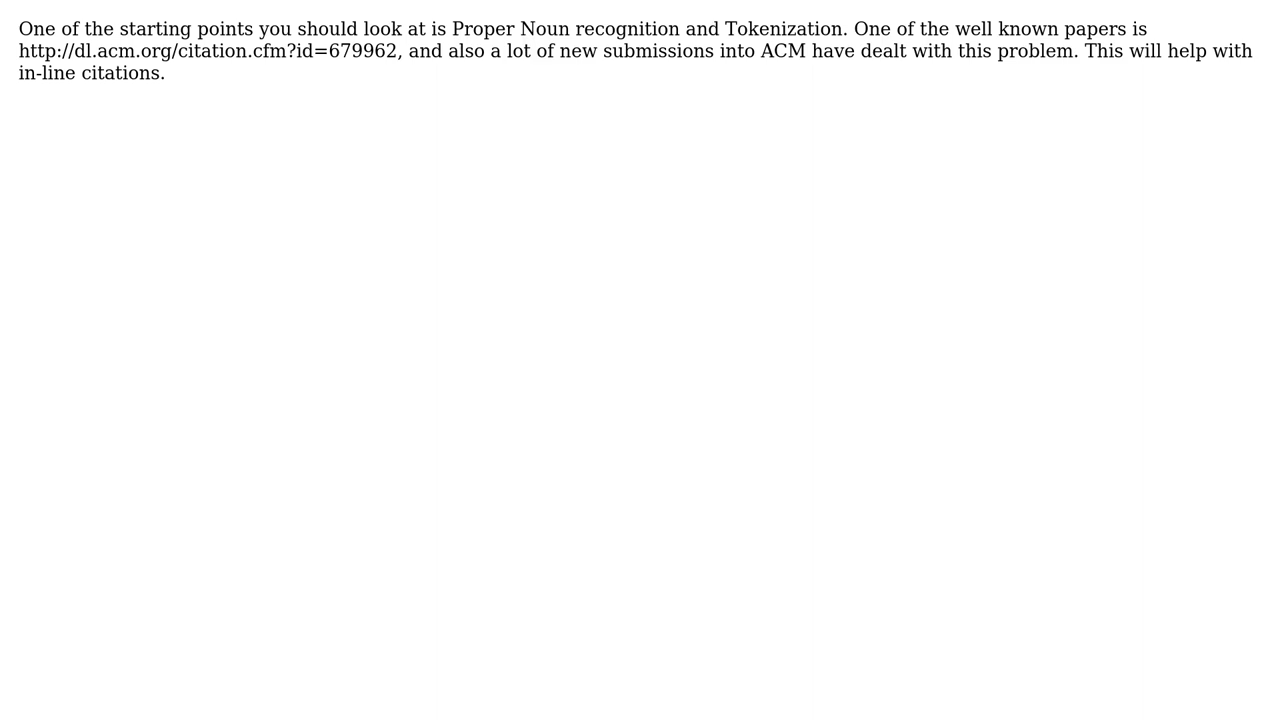 One of the starting points you should look at is Proper Noun recognition and Tokenization. One of the well known papers is
http://dl.acm.org/citation.cfm?id=679962, and also a lot of new submissions into ACM have dealt with this problem. This will help with
in-line citations.